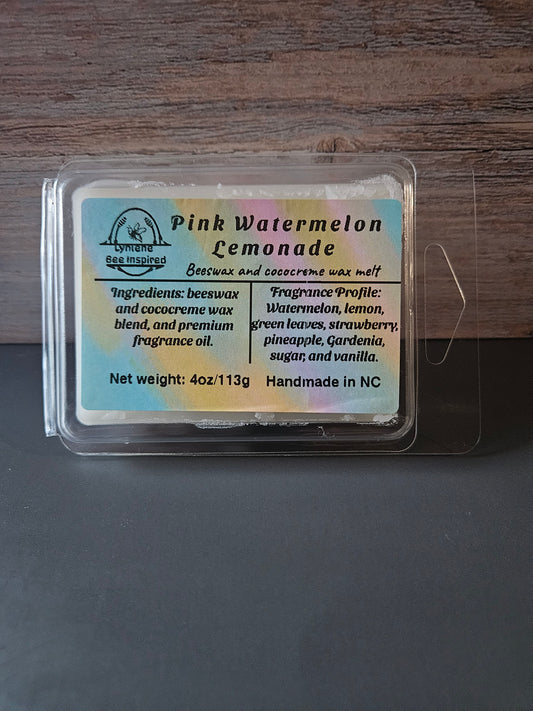 Pink Watermelon
Lemonade
Lyniene
Bee Inspired
Beeswax and cococreme wax melt
Ingredients: beeswax
and cococreme wax
blend, and premium
fragrance oil.
Fragrance Profile:
Watermelon, lemon,
green leaves, strawberry,
pineapple, Gardenia,
sugar, and vanilla.
Net weight: 4oz/113g
Handmade in NC